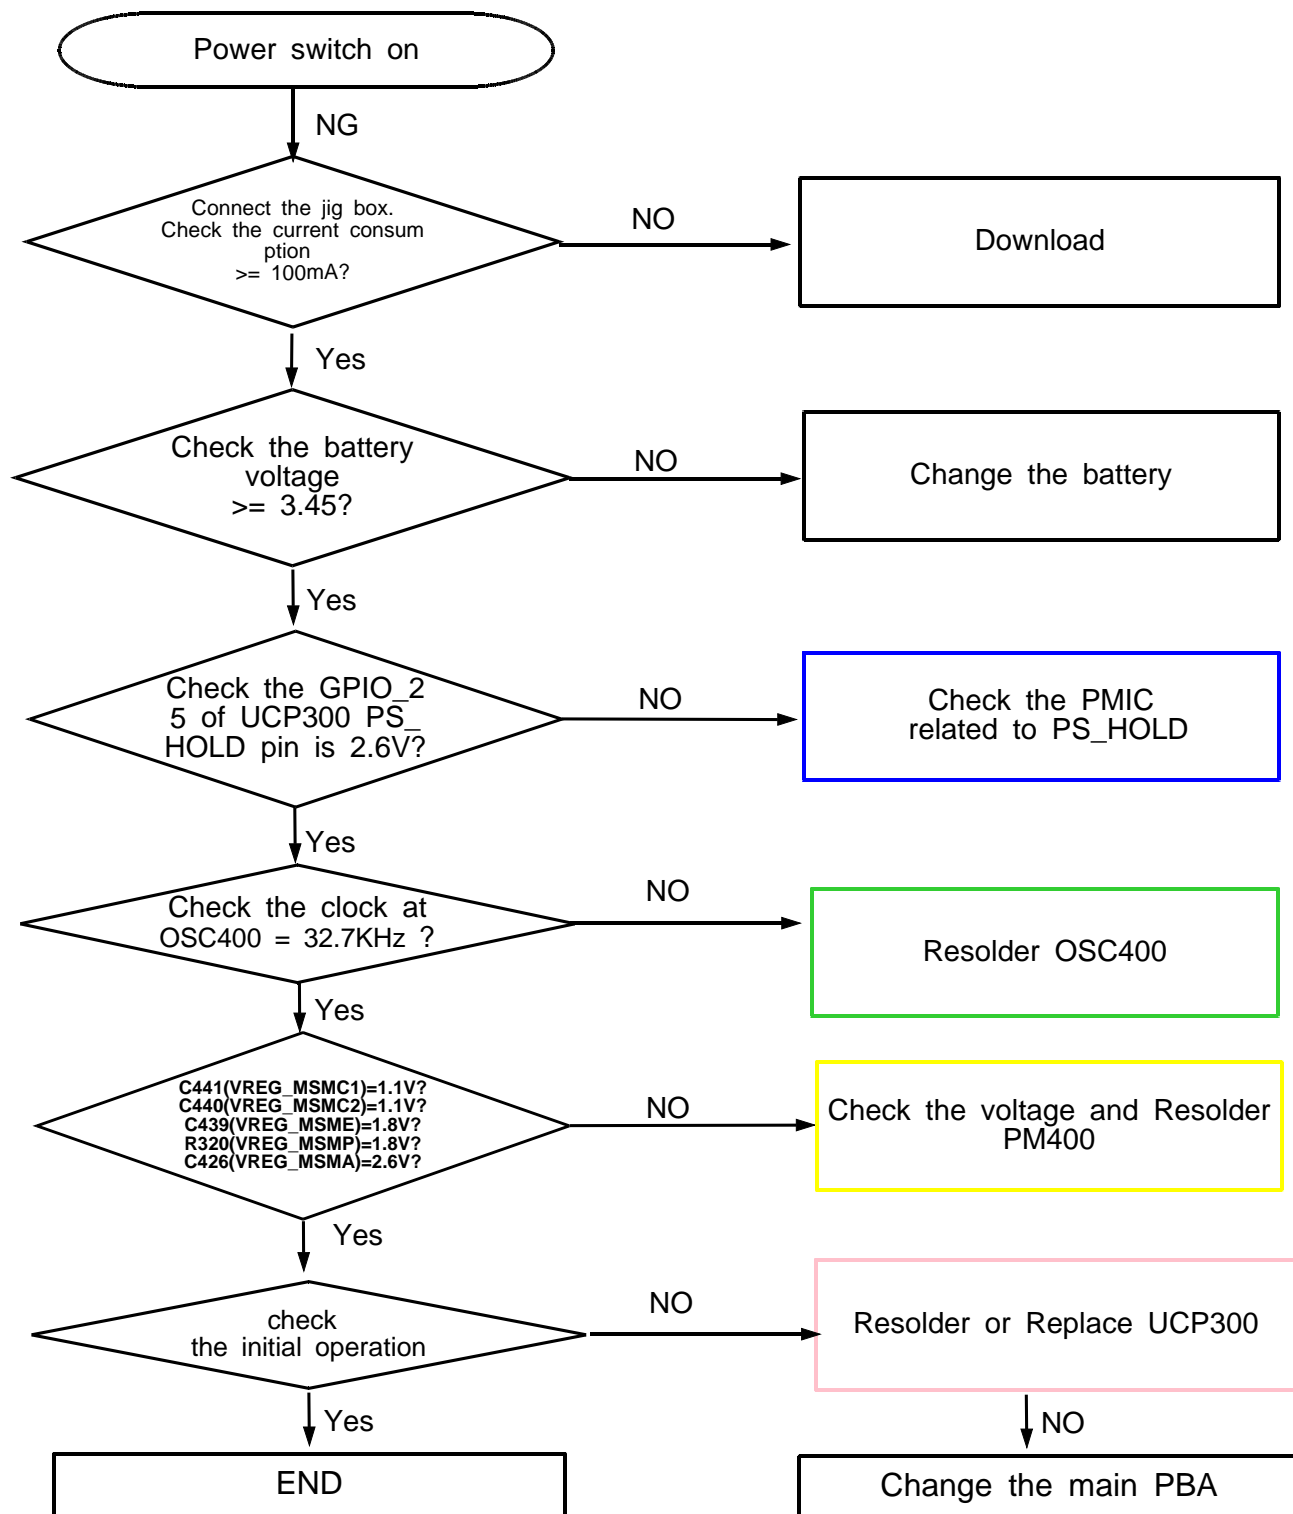 Power switch on
NG
Connect the jig box.
Check the current consum
ption
>= 100mA?
NO
Download
Yes
Check the battery
voltage
>= 3.45?
NO
Change the battery
Yes
Check the GPIO_2
5 of UCP300 PS_
HOLD pin is 2.6V?
NO
Check the PMIC
related to PS_HOLD
Yes
Check the clock at
OSC400 = 32.7KHz ?
NO
Resolder OSC400
Yes
C441(VREG_MSMC1)=1.1V?
C440(VREG_MSMC2)=1.1V?
C439(VREG_MSME)=1.8V?
R320(VREG_MSMP)=1.8V?
C426(VREG_MSMA)=2.6V?
NO
Check the voltage and Resolder
PM400
Yes
check
the initial operation
NO
Resolder or Replace UCP300
Yes
NO
END
Change the main PBA